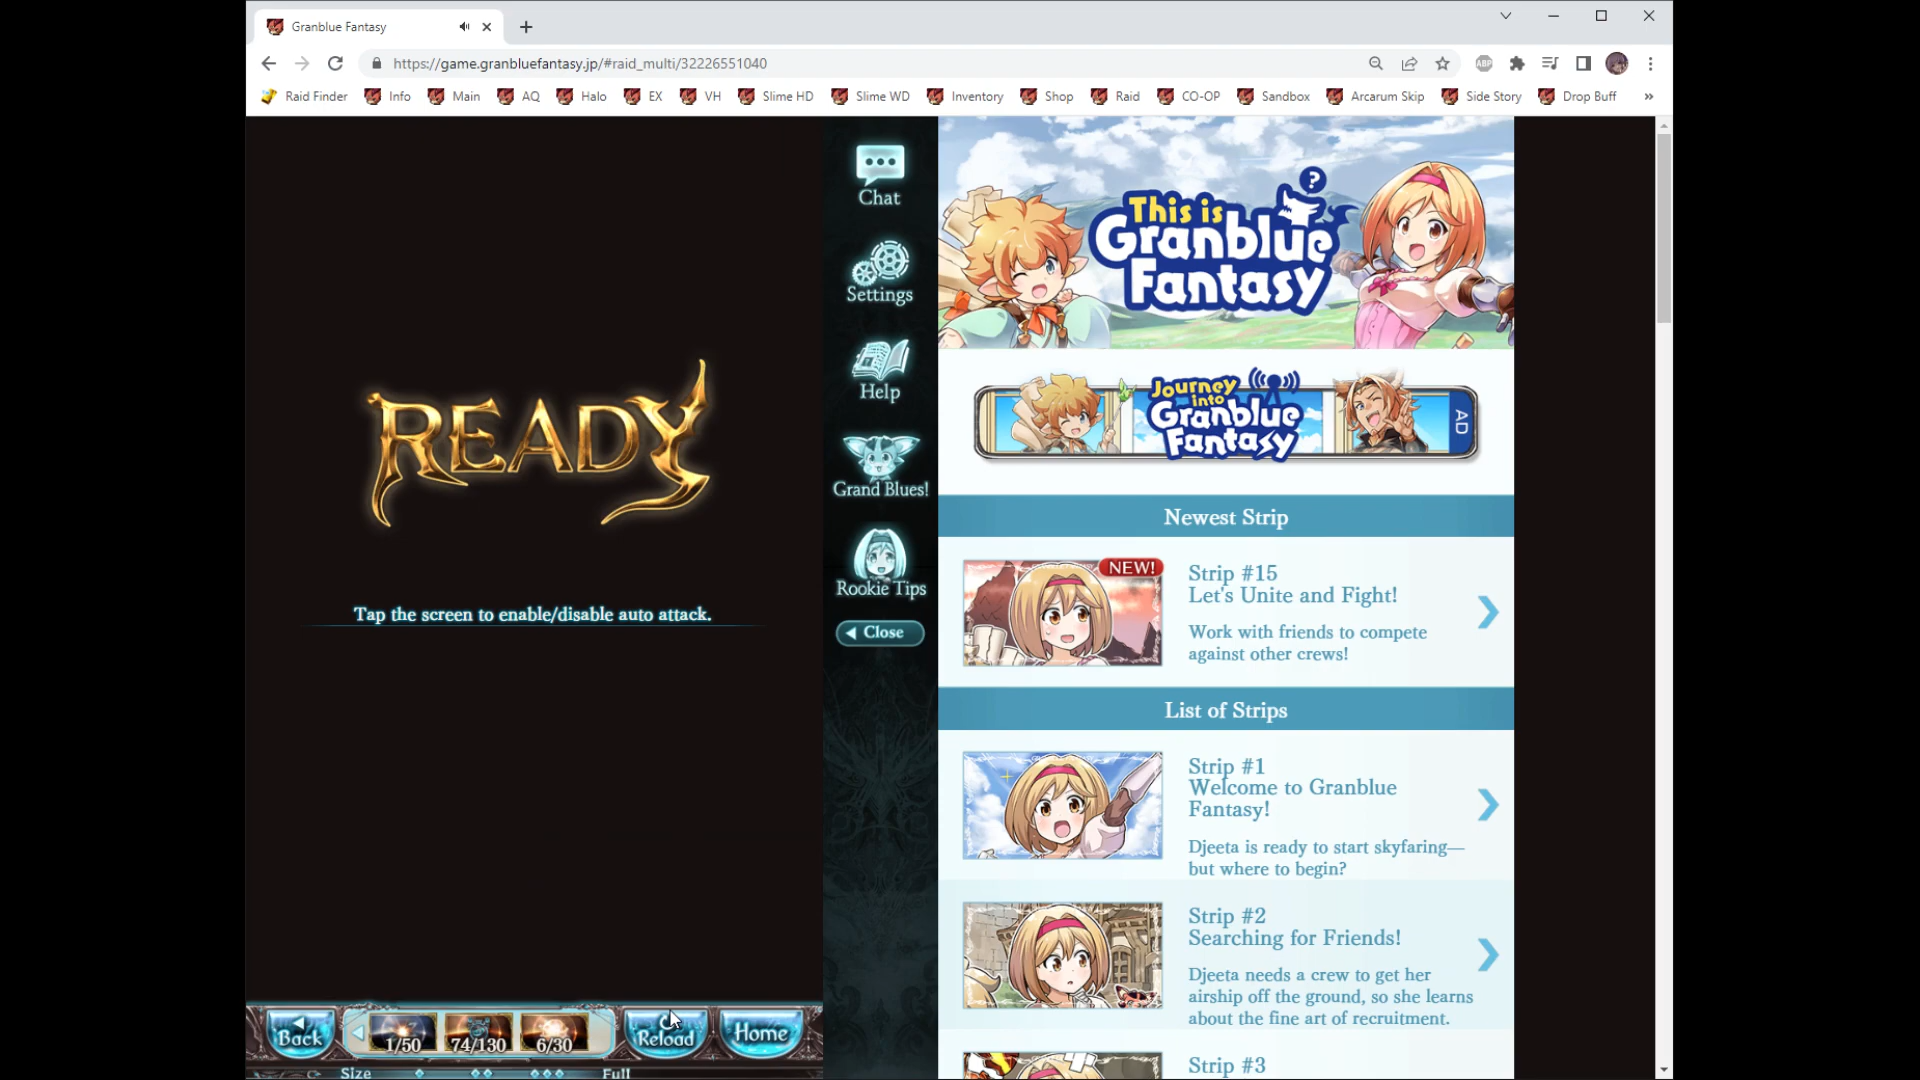 Granblue Fantasy
https://game.granbluefantasy.jp/#raid_multi/32226551040
ABP
Raid Finder
Info
Main
AQ
Halo
EX
VH
Slime HD
Slime WD
Inventory
Shop
Raid
CO-OP
Sandbox
Arcarum Skip
Side Story
Drop Buff
»
READY
Tap the screen to enable/disable auto attack.
Back
1/50
74/130
6/30
Reload
Home
Size
Full
Chat
Settings
Help
Grand Blues!
Rookie Tips
Close
This is
Granblue
Fantasy
?
Journey
into
Granblue
Fantasy
AD
Newest Strip
NEW!
Strip #15
Let's Unite and Fight!
Work with friends to compete
against other crews!
List of Strips
Strip #1
Welcome to Granblue
Fantasy!
Djeeta is ready to start skyfaring—
but where to begin?
Strip #2
Searching for Friends!
Djeeta needs a crew to get her
airship off the ground, so she learns
about the fine art of recruitment.
Strip #3